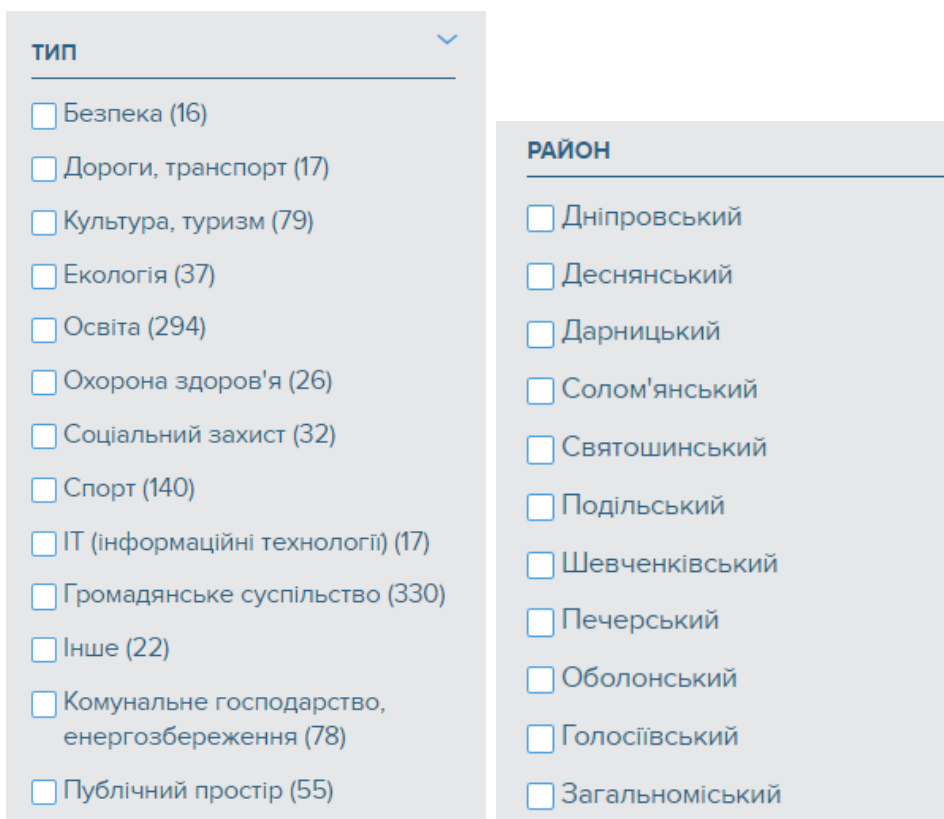 ТИП
Безпека (16)
Дороги, транспорт (17)
Культура, туризм (79)
Екологія (37)
Освіта (294)
Охорона здоров'я (26)
Соціальний захист (32)
Спорт (140)
ІТ (інформаційні технології) (17)
Громадянське суспільство (330)
Інше (22)
Комунальне господарство,
енергозбереження (78)
Публічний простір (55)
РАЙОН
Дніпровський
Деснянський
Дарницький
Солом'янський
Святошинський
Подільський
Шевченківський
Печерський
Оболонський
Голосіївський
Загальноміський